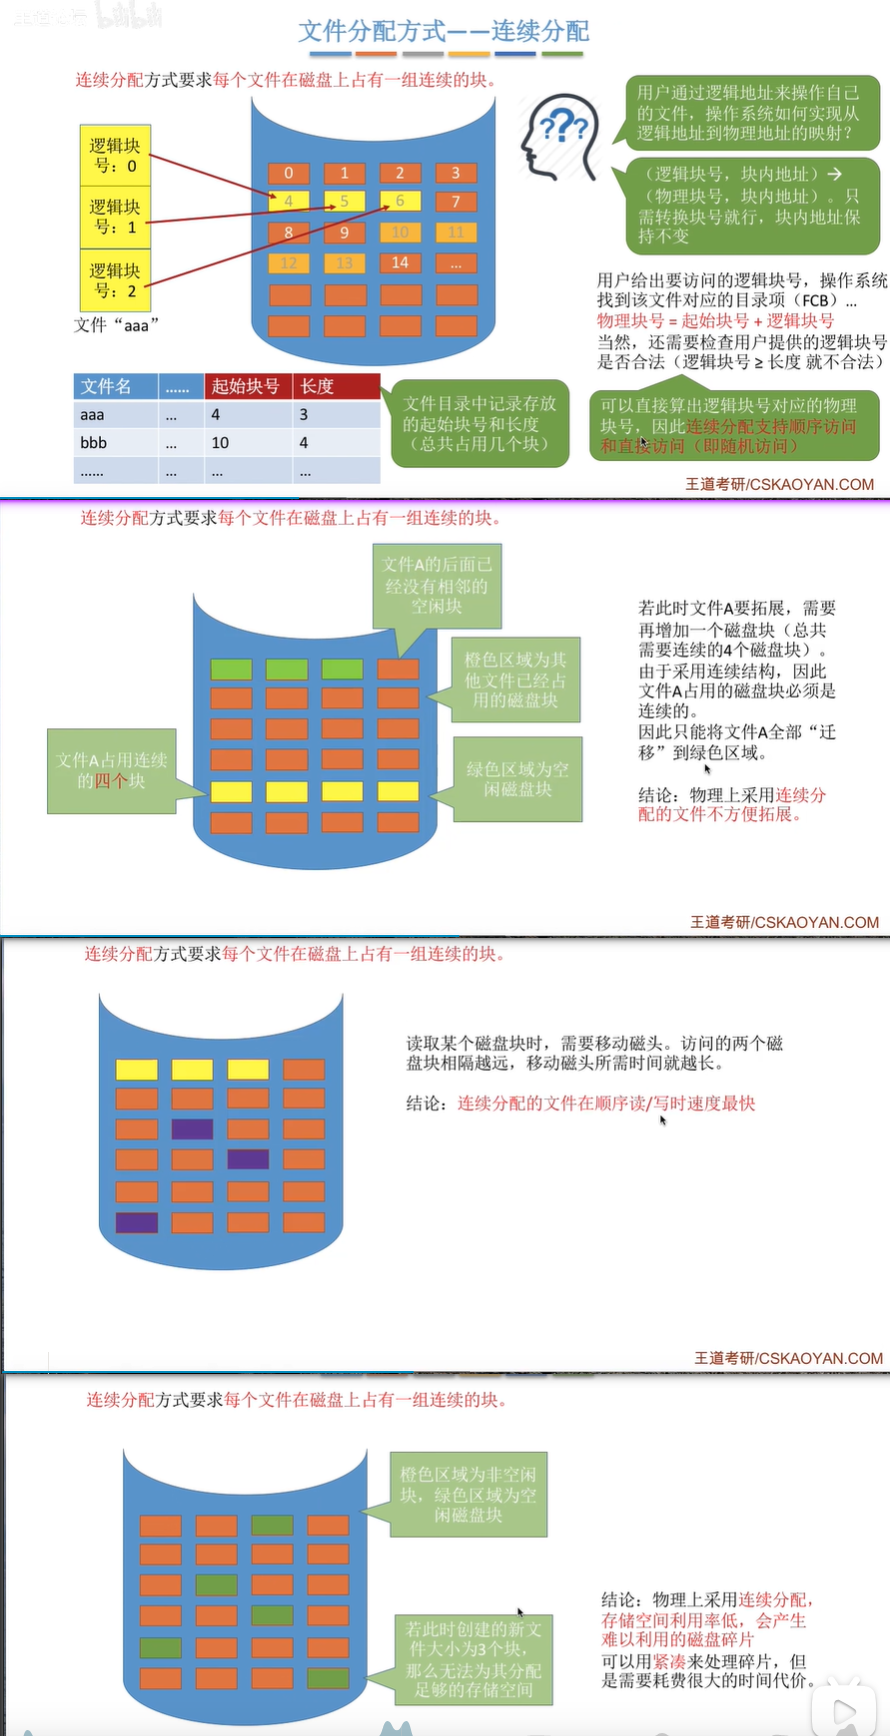 bilibili
文件分配方式——连续分配
连续分配方式要求每个文件在磁盘上占有一组连续的块。
逻辑块
号：0
逻辑块
号：1
逻辑块
号：2
文件“aaa”
0 1 2 3
4 5 6 7
8 9 10 11
12 13 14 ...
???
用户通过逻辑地址来操作自己
的文件，操作系统如何实现从
逻辑地址到物理地址的映射？
（逻辑块号，块内地址）→
（物理块号，块内地址）。只
需转换块号就行，块内地址保
持不变
用户给出要访问的逻辑块号，操作系统
找到该文件对应的目录项（FCB）...
物理块号 = 起始块号 + 逻辑块号
当然，还需要检查用户提供的逻辑块号
是否合法（逻辑块号 ≥ 长度 就不合法）
文件名 ...... 起始块号 长度
aaa ... 4 3
bbb ... 10 4
...... ... ... ...
文件目录中记录存放
的起始块号和长度
（总共占用几个块）
可以直接算出逻辑块号对应的物理
块号，因此连续分配支持顺序访问
和直接访问（即随机访问）
王道考研/CSKAOYAN.COM
连续分配方式要求每个文件在磁盘上占有一组连续的块。
文件A的后面已
经没有相邻的
空闲块
橙色区域为其
他文件已经占
用的磁盘块
文件A占用连续
的四个块
绿色区域为空
闲磁盘块
若此时文件A要拓展，需要
再增加一个磁盘块（总共
需要连续的4个磁盘块）。
由于采用连续结构，因此
文件A占用的磁盘块必须是
连续的。
因此只能将文件A全部“迁
移”到绿色区域。
结论：物理上采用连续分
配的文件不方便拓展。
王道考研/CSKAOYAN.COM
连续分配方式要求每个文件在磁盘上占有一组连续的块。
读取某个磁盘块时，需要移动磁头。访问的两个磁
盘块相隔越远，移动磁头所需时间就越长。
结论：连续分配的文件在顺序读/写时速度最快
王道考研/CSKAOYAN.COM
连续分配方式要求每个文件在磁盘上占有一组连续的块。
橙色区域为非空闲
块，绿色区域为空
闲磁盘块
若此时创建的新文
件大小为3个块，
那么无法为其分配
足够的存储空间
结论：物理上采用连续分配，
存储空间利用率低，会产生
难以利用的磁盘碎片
可以用紧凑来处理碎片，但
是需要耗费很大的时间代价。